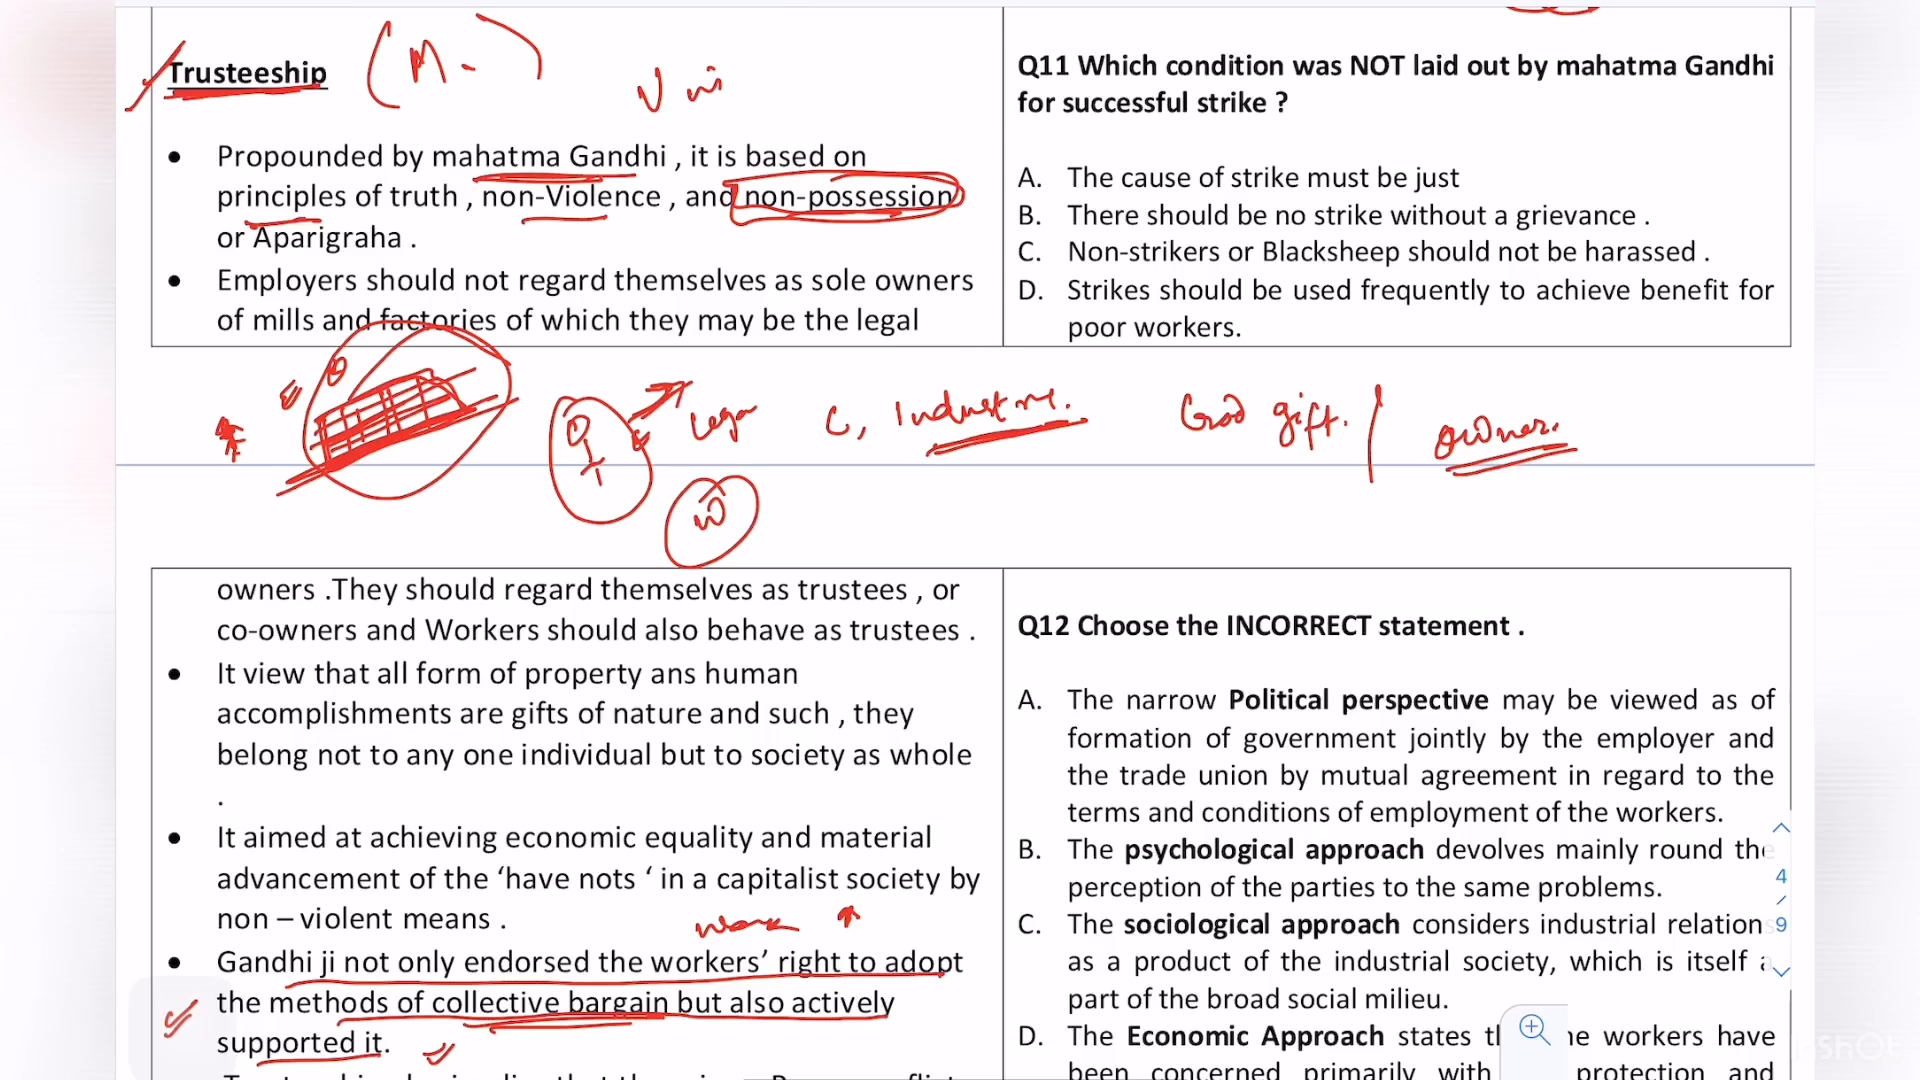 Trusteeship
(M.)
• Propounded by mahatma Gandhi , it is based on
principles of truth , non-Violence , and non-possession
or Aparigraha .
• Employers should not regard themselves as sole owners
of mills and factories of which they may be the legal
Q11 Which condition was NOT laid out by mahatma Gandhi
for successful strike ?
A. The cause of strike must be just
B. There should be no strike without a grievance .
C. Non-strikers or Blacksheep should not be harassed .
D. Strikes should be used frequently to achieve benefit for
poor workers.
God gift. owner.
owners .They should regard themselves as trustees , or
co-owners and Workers should also behave as trustees .
• It view that all form of property ans human
accomplishments are gifts of nature and such , they
belong not to any one individual but to society as whole
.
• It aimed at achieving economic equality and material
advancement of the ‘have nots ‘ in a capitalist society by
non – violent means .
• Gandhi ji not only endorsed the workers’ right to adopt
the methods of collective bargain but also actively
supported it.
Q12 Choose the INCORRECT statement .
A. The narrow Political perspective may be viewed as of
formation of government jointly by the employer and
the trade union by mutual agreement in regard to the
terms and conditions of employment of the workers.
B. The psychological approach devolves mainly round the
perception of the parties to the same problems.
C. The sociological approach considers industrial relation
as a product of the industrial society, which is itself a
part of the broad social milieu.
D. The Economic Approach states workers have
been concerned primarily with protection and
4
/
9